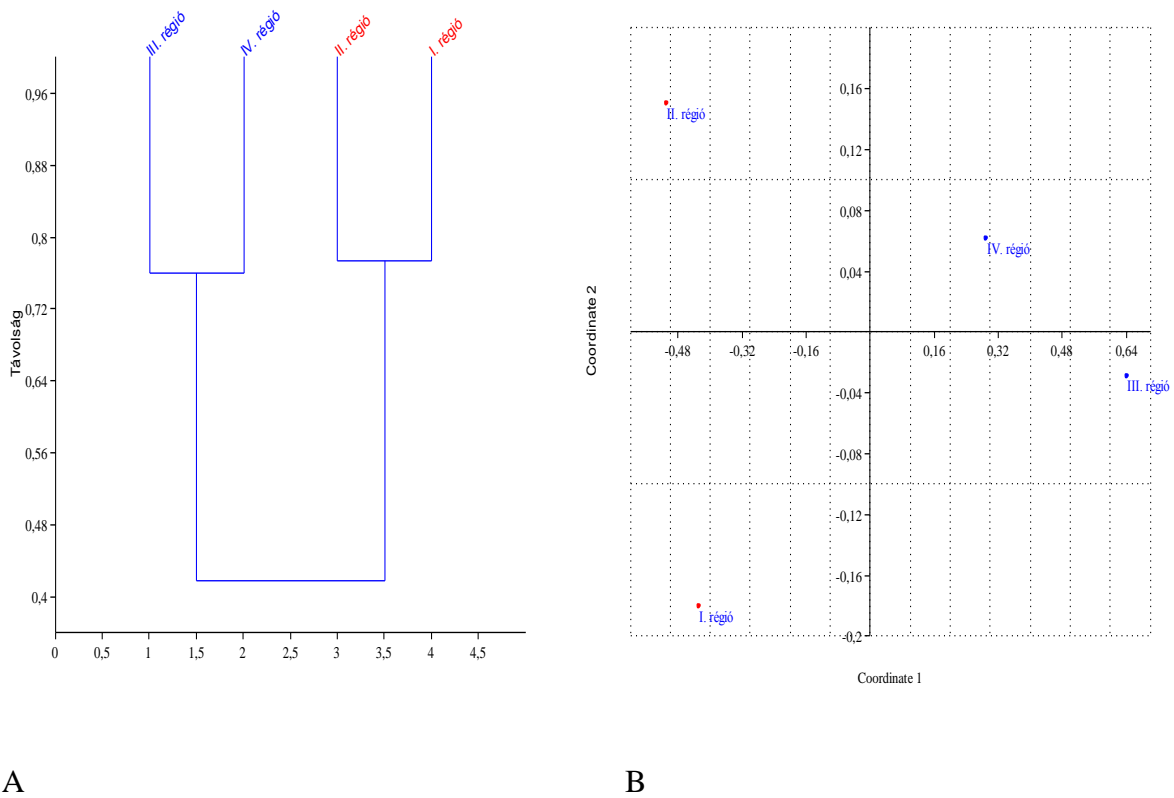 III. régió
IV. régió
II. régió
I. régió
Távolság
0,96
0,88
0,8
0,72
0,64
0,56
0,48
0,4
0 0,5 1 1,5 2 2,5 3 3,5 4 4,5
A
Coordinate 2
0,16
II. régió
0,12
0,08
IV. régió
0,04
-0,48 -0,32 -0,16 0,16 0,32 0,48 0,64
III. régió
-0,04
-0,08
-0,12
-0,16
I. régió
-0,2
Coordinate 1
B